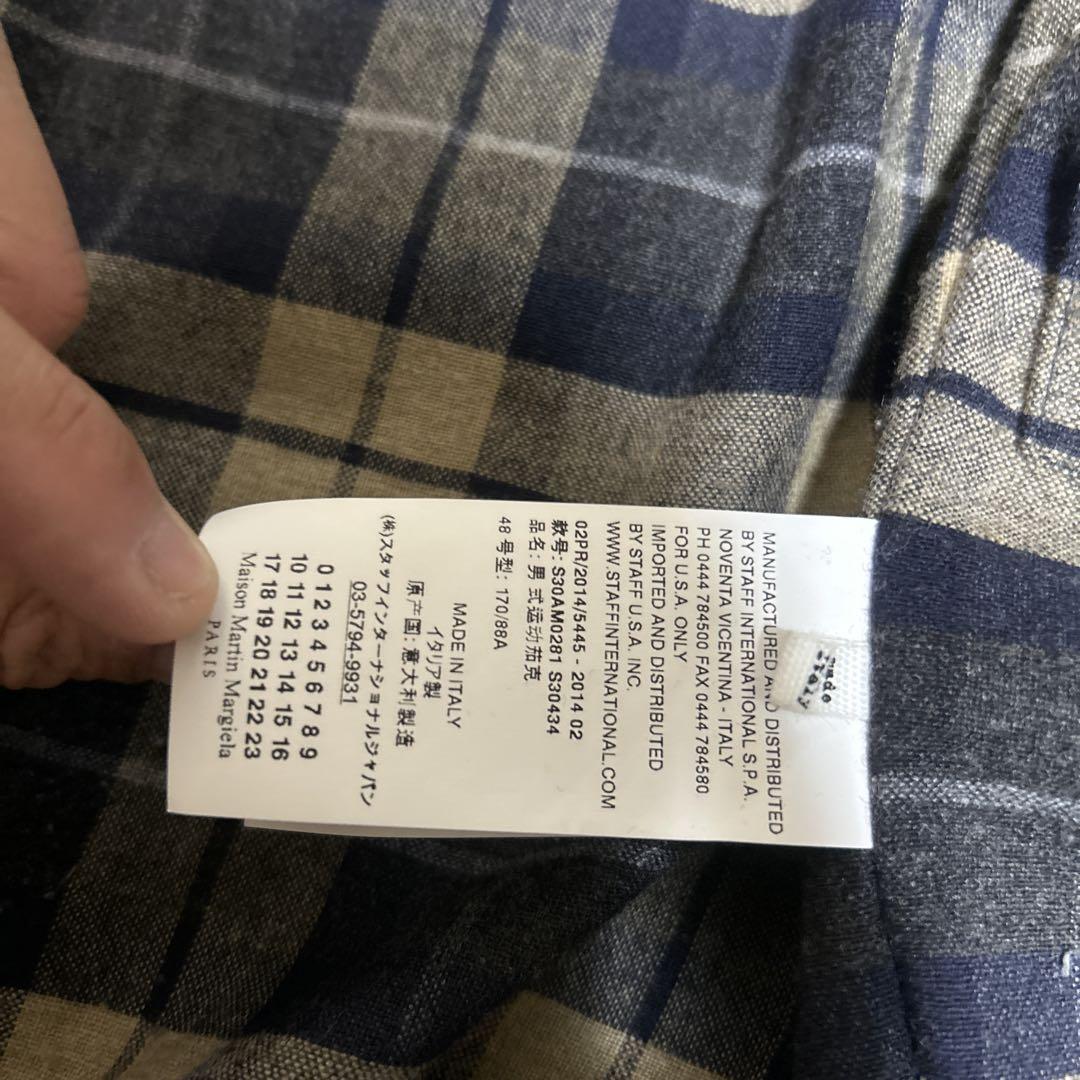 MANUFACTURED AND DISTRIBUTED
BY STAFF INTERNATIONAL S.P.A.
NOVENTA VICENTINA - ITALY
PH 0444 784500 FAX 0444 784580
FOR U.S.A. ONLY
IMPORTED AND DISTRIBUTED
BY STAFF U.S.A. INC.
WWW.STAFFINTERNATIONAL.COM
02PR/2014/5445 - 2014 02
款号: S30AM0281 S30434
品名: 男式运动茄克
48 号型: 170/88A
MADE IN ITALY
イタリア製
原产国: 意大利製造
(株)スタッフインターナショナルジャパン
03-5794-9931
0 1 2 3 4 5 6 7 8 9
10 11 12 13 14 15 16
17 18 19 20 21 22 23
Maison Martin Margiela
PARIS
made
italy